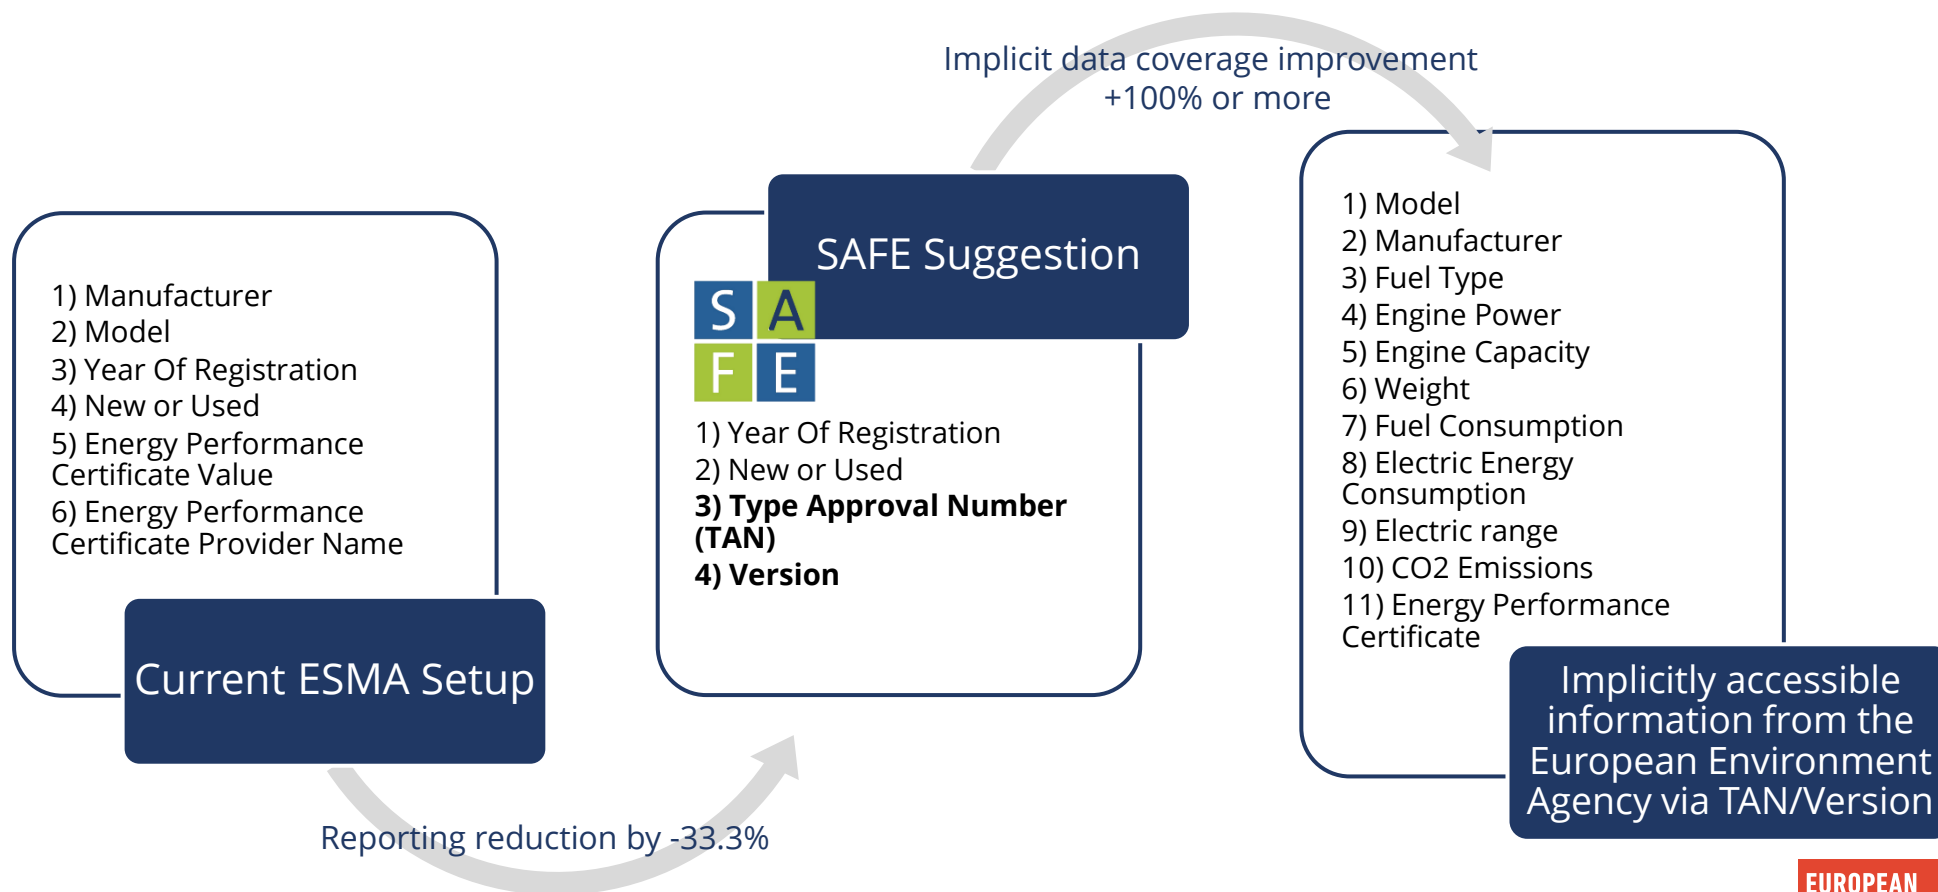 Implicit data coverage improvement
+100% or more
1) Manufacturer
2) Model
3) Year Of Registration
4) New or Used
5) Energy Performance
Certificate Value
6) Energy Performance
Certificate Provider Name
Current ESMA Setup
Reporting reduction by -33.3%
SAFE Suggestion
S A
F E
1) Year Of Registration
2) New or Used
3) Type Approval Number
(TAN)
4) Version
1) Model
2) Manufacturer
3) Fuel Type
4) Engine Power
5) Engine Capacity
6) Weight
7) Fuel Consumption
8) Electric Energy
Consumption
9) Electric range
10) CO2 Emissions
11) Energy Performance
Certificate
Implicitly accessible
information from the
European Environment
Agency via TAN/Version
EUROPEAN